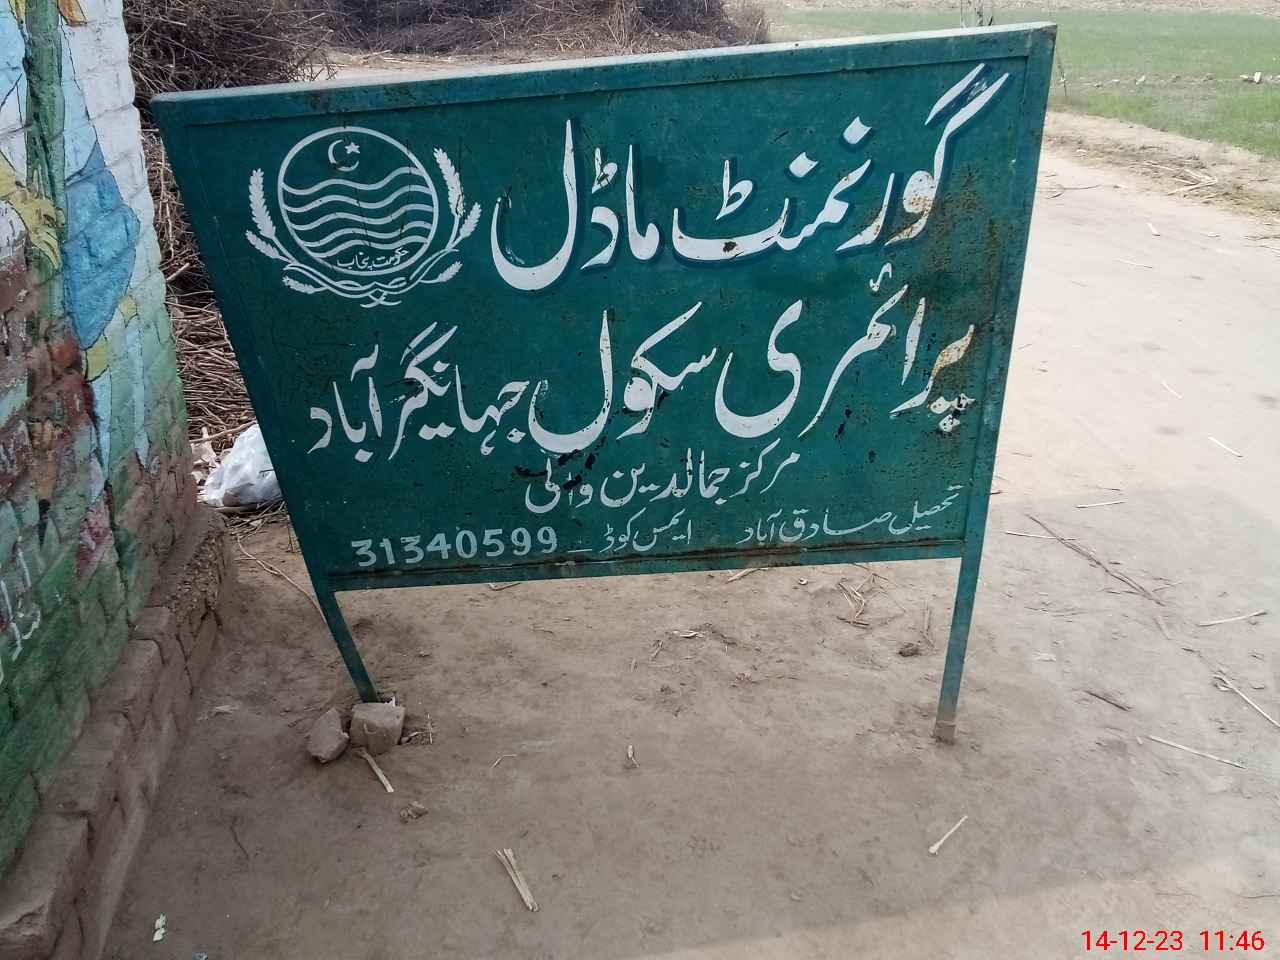 گورنمنٹ ماڈل
پرائمری سکول جہانگیر آباد
مرکز جمالدین والی
تحصیل صادق آباد ایمس کوڈ _ 31340599
حکومت پنجاب
14-12-23 11:46